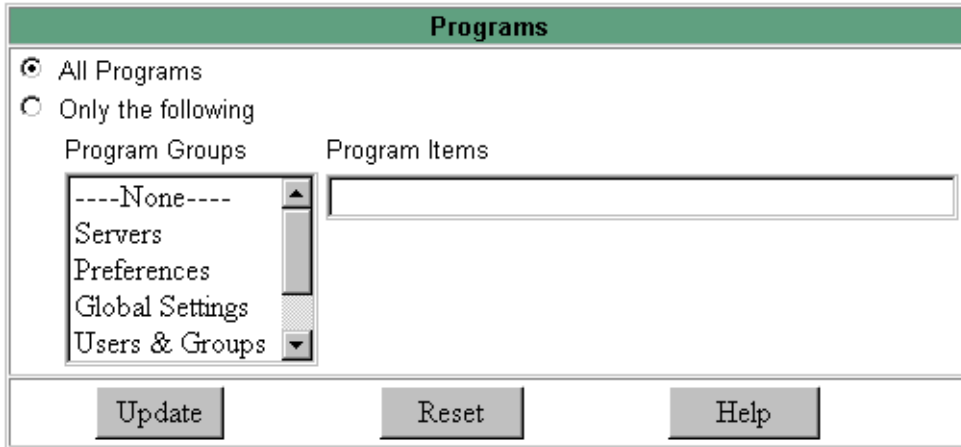 Programs
All Programs
Only the following
Program Groups Program Items
----None----
Servers
Preferences
Global Settings
Users & Groups
Update Reset Help